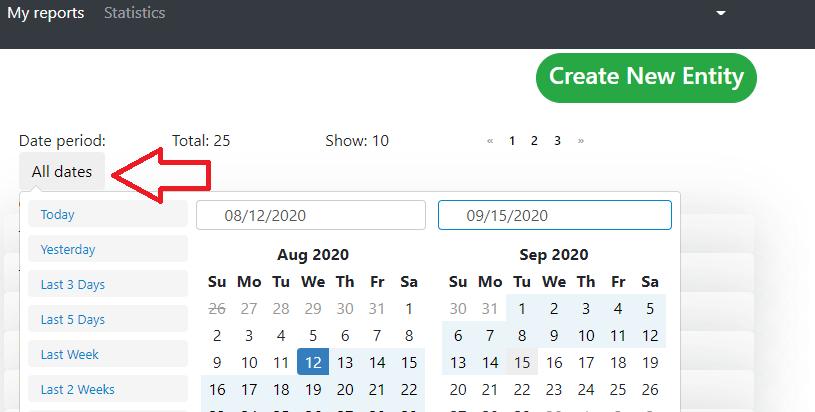 My reports Statistics
Create New Entity
Date period: Total: 25 Show: 10 « 1 2 3 »
All dates
Today 08/12/2020 09/15/2020
Yesterday Aug 2020 Sep 2020
Last 3 Days Su Mo Tu We Th Fr Sa Su Mo Tu We Th Fr Sa
Last 5 Days 26 27 28 29 30 31 1 30 31 1 2 3 4 5
2 3 4 5 6 7 8 6 7 8 9 10 11 12
Last Week 9 10 11 12 13 14 15 13 14 15 16 17 18 19
Last 2 Weeks 16 17 18 19 20 21 22 20 21 22 23 24 25 26